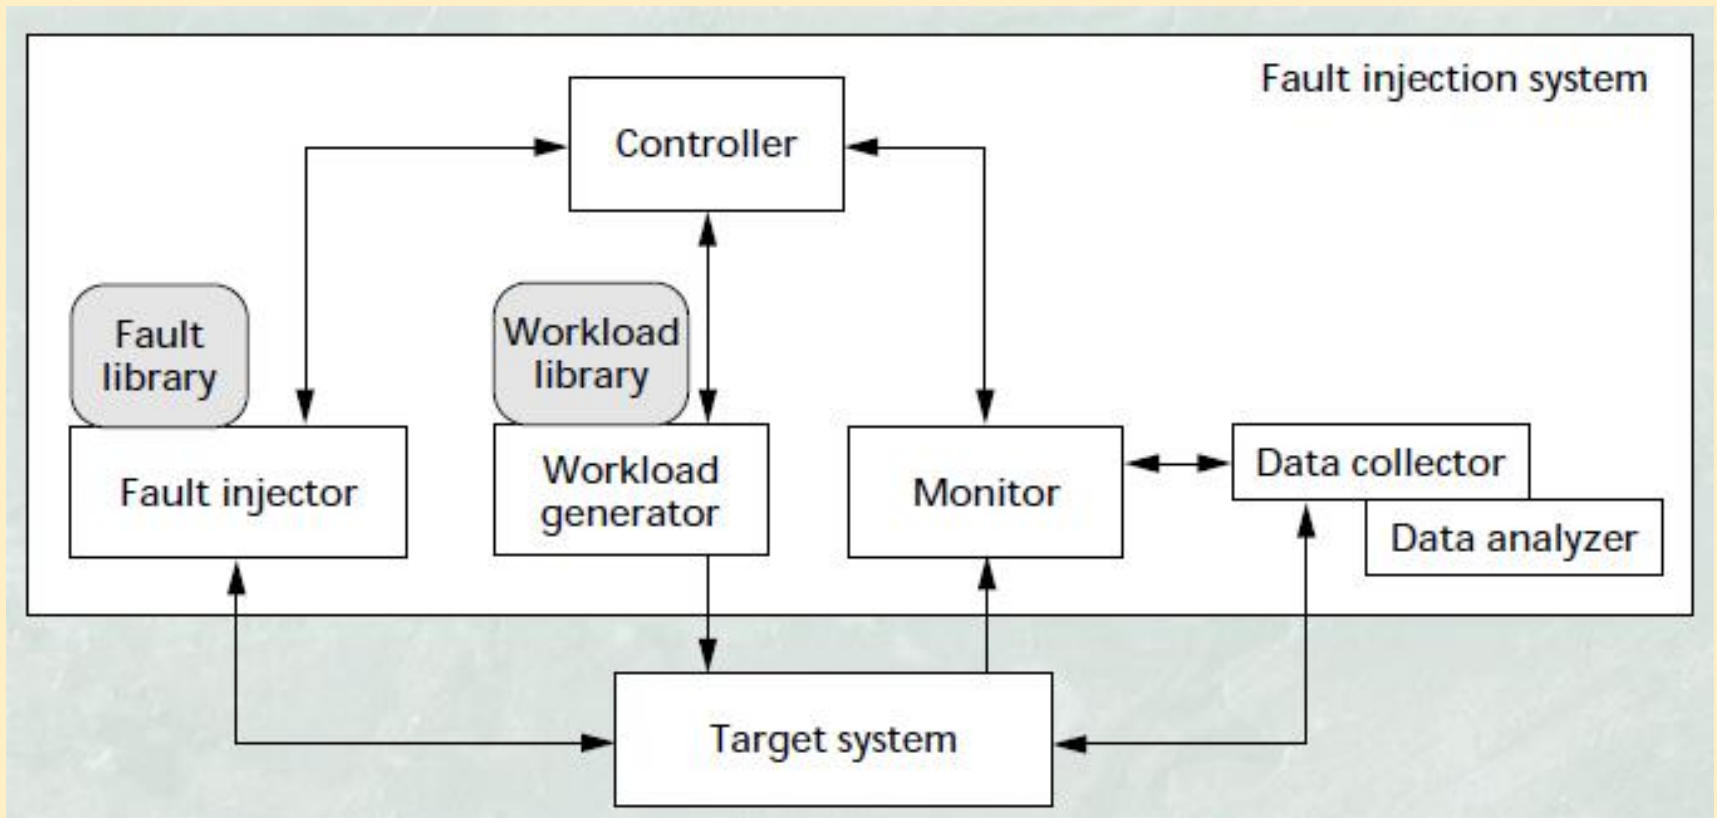 Fault injection system
Controller
Fault
library
Workload
library
Fault injector
Workload
generator
Monitor
Data collector
Data analyzer
Target system